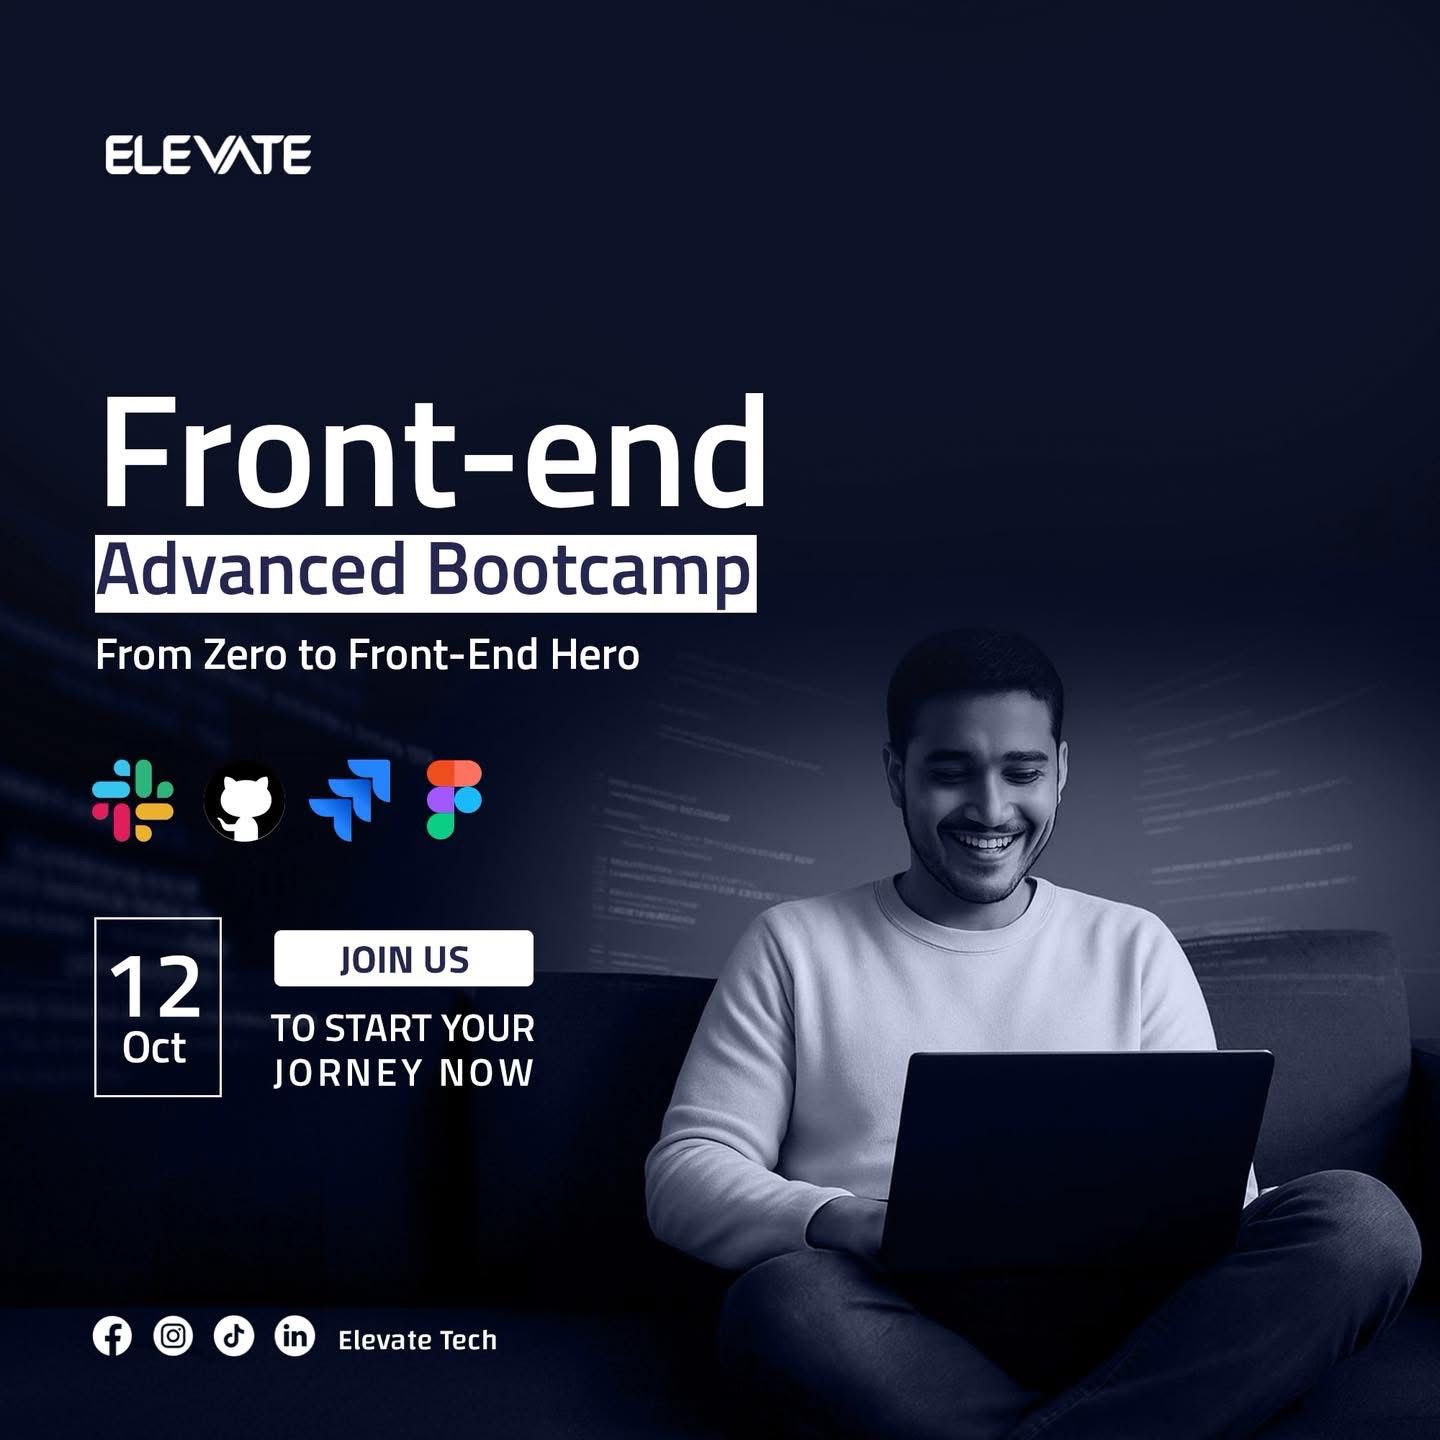 ELEVATE
Front-end
Advanced Bootcamp
From Zero to Front-End Hero
12
Oct
JOIN US
TO START YOUR
JORNEY NOW
Elevate Tech